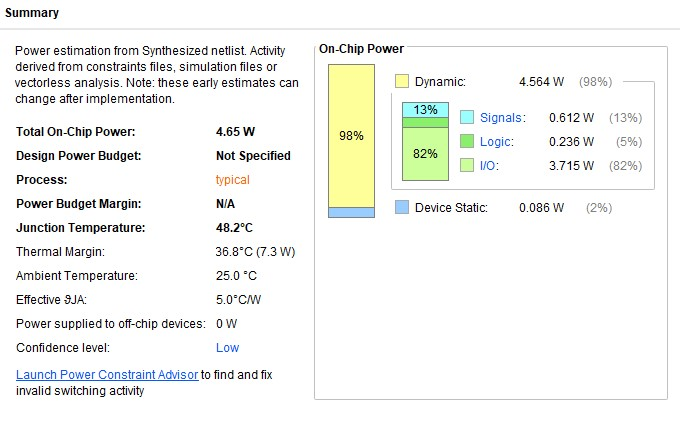 Summary
Power estimation from Synthesized netlist. Activity
derived from constraints files, simulation files or
vectorless analysis. Note: these early estimates can
change after implementation.
Total On-Chip Power: 4.65 W
Design Power Budget: Not Specified
Process: typical
Power Budget Margin: N/A
Junction Temperature: 48.2°C
Thermal Margin: 36.8°C (7.3 W)
Ambient Temperature: 25.0 °C
Effective ϑJA: 5.0°C/W
Power supplied to off-chip devices: 0 W
Confidence level: Low
Launch Power Constraint Advisor to find and fix
invalid switching activity
On-Chip Power
98%
Dynamic: 4.564 W (98%)
13%
82%
Signals: 0.612 W (13%)
Logic: 0.236 W (5%)
I/O: 3.715 W (82%)
Device Static: 0.086 W (2%)